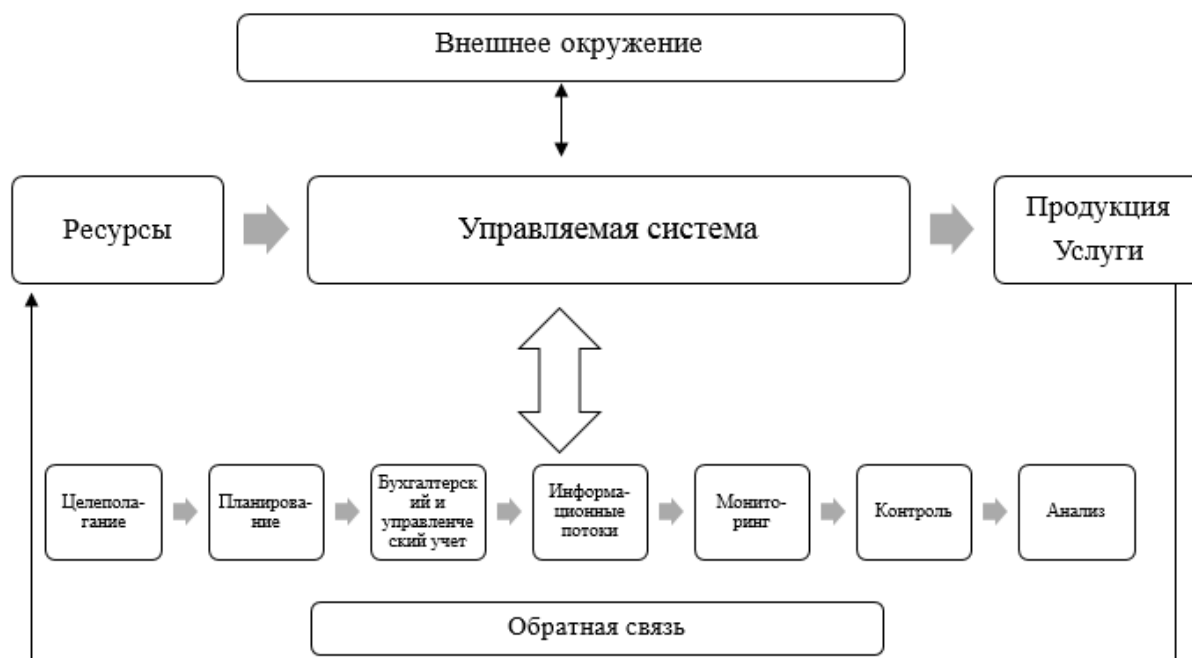 Внешнее окружение
Ресурсы
Управляемая система
Продукция
Услуги
Целепола-
гание
Планирова-
ние
Бухгалтерск
ий и
управленче
ский учет
Информа-
ционные
потоки
Монито-
ринг
Контроль
Анализ
Обратная связь